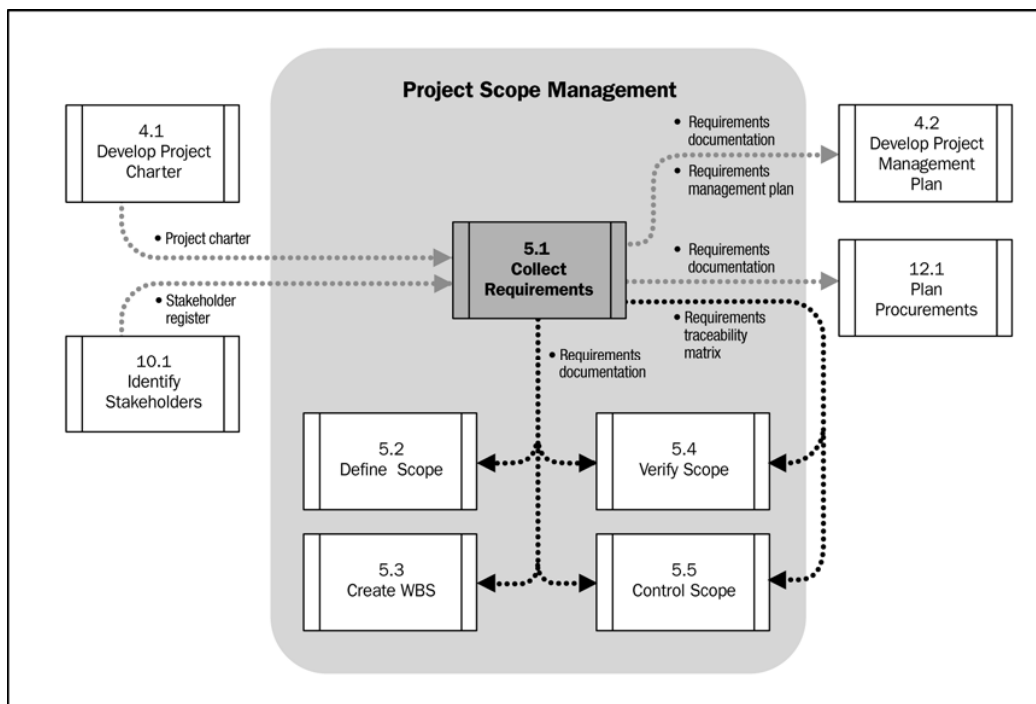 Project Scope Management
4.1
Develop Project
Charter
• Requirements
documentation
• Requirements
management plan
4.2
Develop Project
Management
Plan
• Project charter
5.1
Collect
Requirements
• Requirements
documentation
12.1
Plan
Procurements
• Stakeholder
register
• Requirements
traceability
matrix
10.1
Identify
Stakeholders
• Requirements
documentation
5.2
Define Scope
5.4
Verify Scope
5.3
Create WBS
5.5
Control Scope